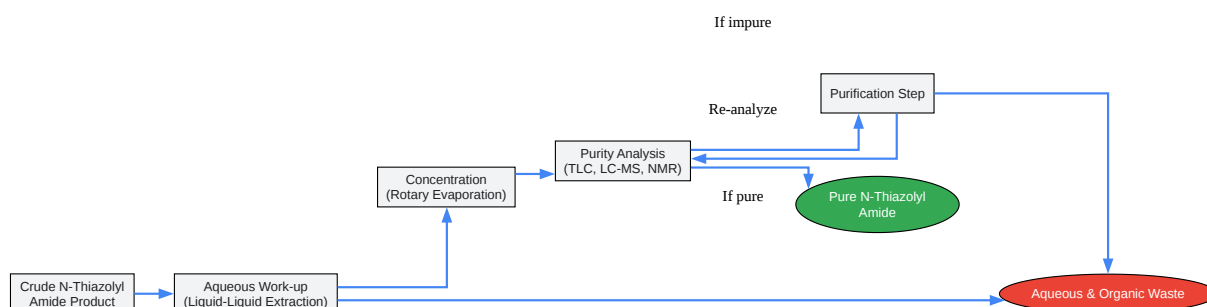 If impure
Purification Step
Re-analyze
Purity Analysis
(TLC, LC-MS, NMR)
Concentration
(Rotary Evaporation)
If pure
Pure N-Thiazolyl
Amide
Crude N-Thiazolyl
Amide Product
Aqueous Work-up
(Liquid-Liquid Extraction)
Aqueous & Organic Waste